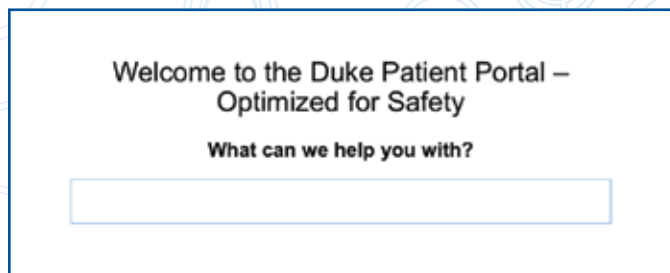 Welcome to the Duke Patient Portal –
Optimized for Safety
What can we help you with?